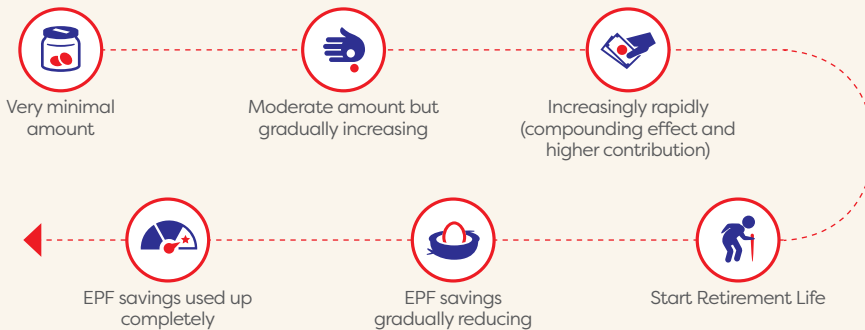 Very minimal
amount
Moderate amount but
gradually increasing
Increasingly rapidly
(compounding effect and
higher contribution)
Start Retirement Life
EPF savings
gradually reducing
EPF savings used up
completely